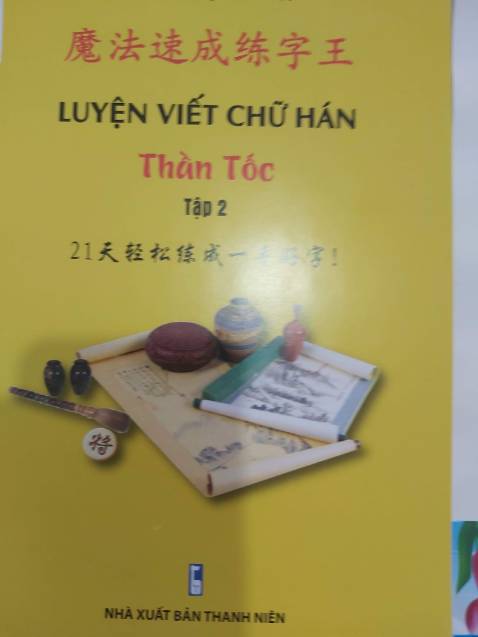 魔法速成练字王
LUYỆN VIẾT CHỮ HÁN
Thần Tốc
Tập 2
21天轻松练成一手好字!
将
NHÀ XUẤT BẢN THANH NIÊN